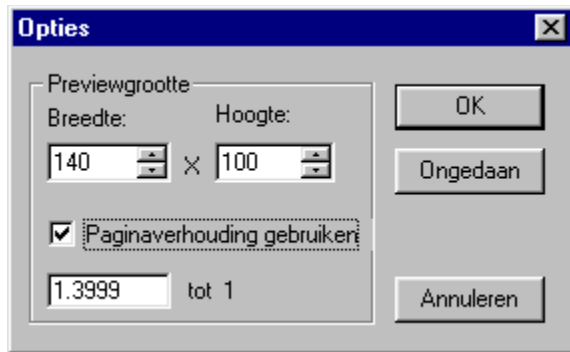 Opties
Previewgrootte
Breedte: Hoogte:
140 X 100
Paginaverhouding gebruiken
1.3999 tot 1
OK
Ongedaan
Annuleren